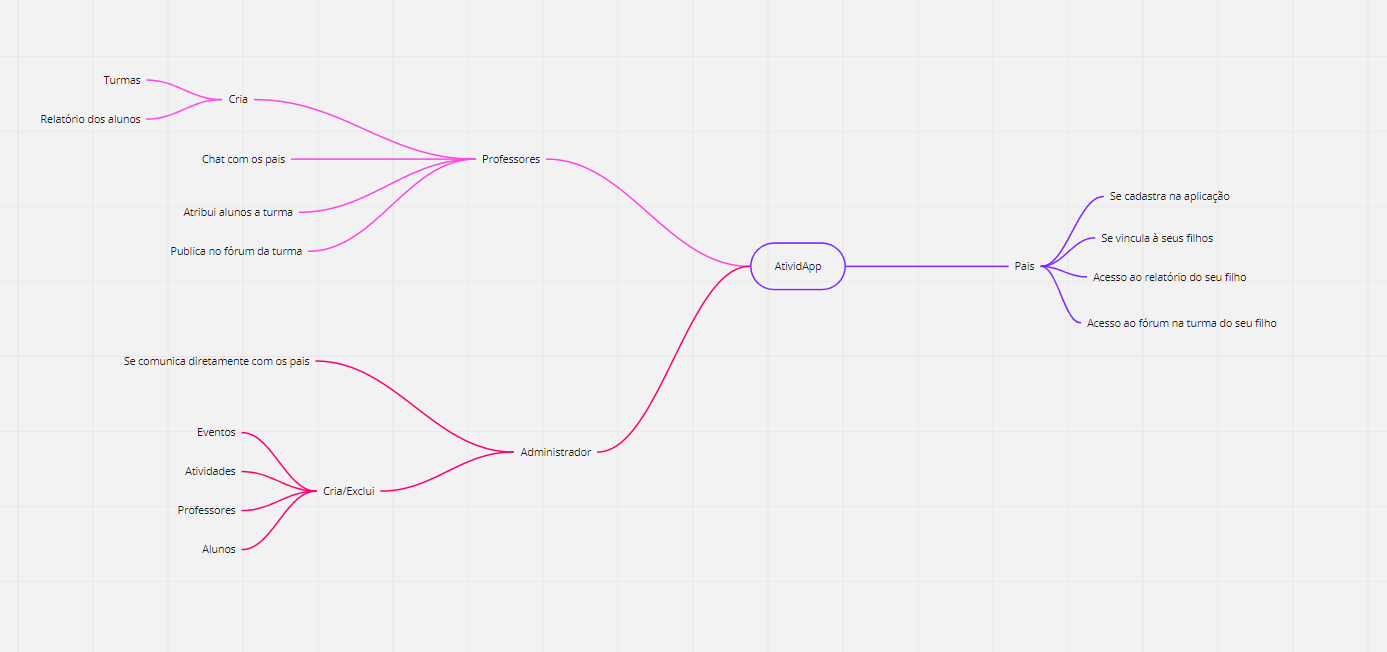 Turmas
Cria
Relatório dos alunos
Chat com os pais
Professores
Atribui alunos a turma
Publica no fórum da turma
AtividApp
Pais
Se cadastra na aplicação
Se vincula à seus filhos
Acesso ao relatório do seu filho
Acesso ao fórum na turma do seu filho
Se comunica diretamente com os pais
Administrador
Eventos
Atividades
Cria/Exclui
Professores
Alunos